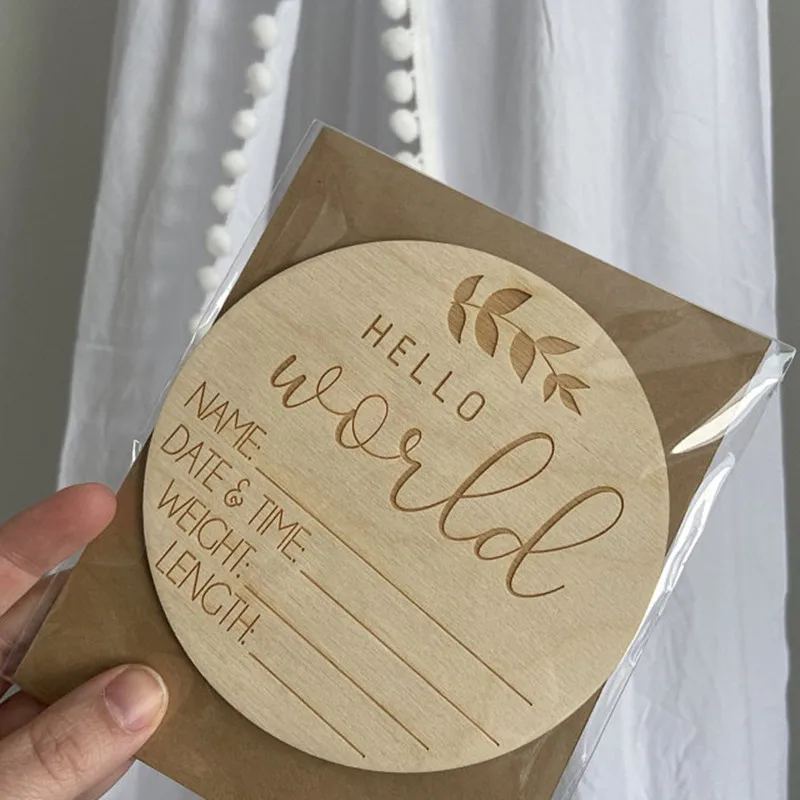 HELLO
world
NAME:
DATE & TIME:
WEIGHT:
LENGTH: